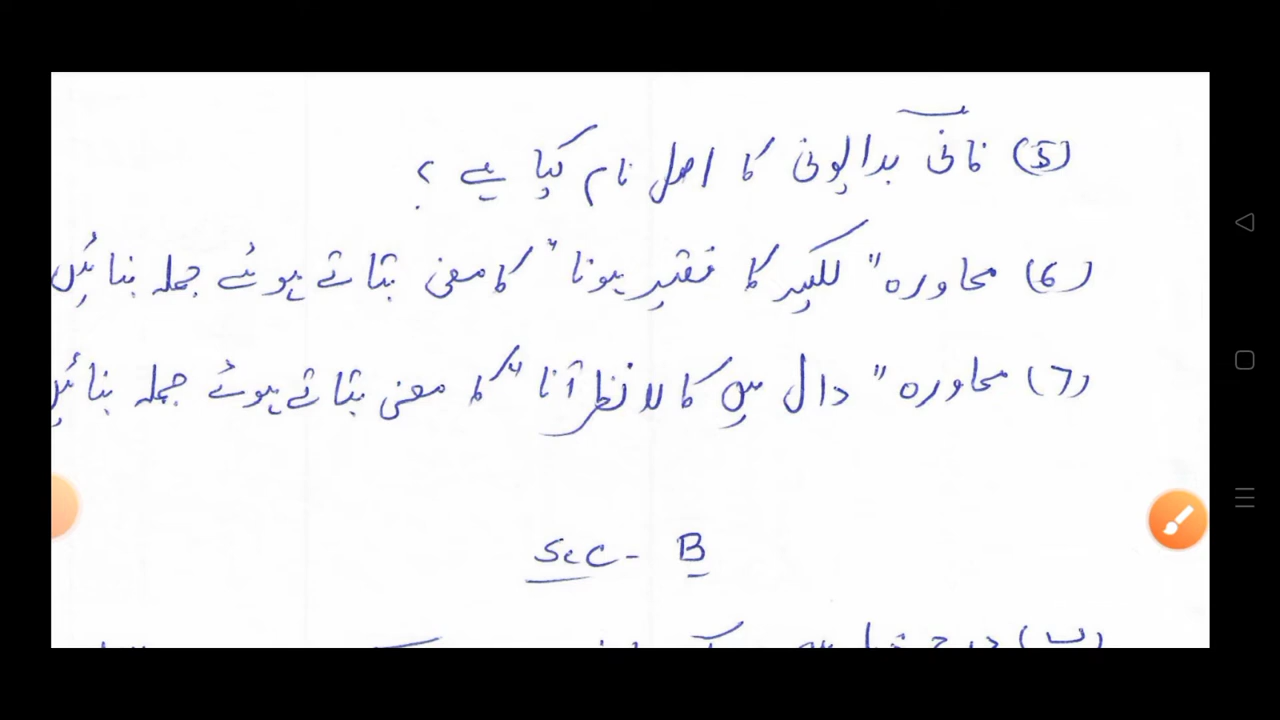 (5) فانی بدایونی کا اصل نام کیا ہے ؟
(6) محاورہ "لکیر کا فقیر ہونا" کا معنی بتاتے ہوئے جملہ بنائیں
(7) محاورہ "دال میں کالا نظر آنا" کا معنی بتاتے ہوئے جملہ بنائیں
Sec - B